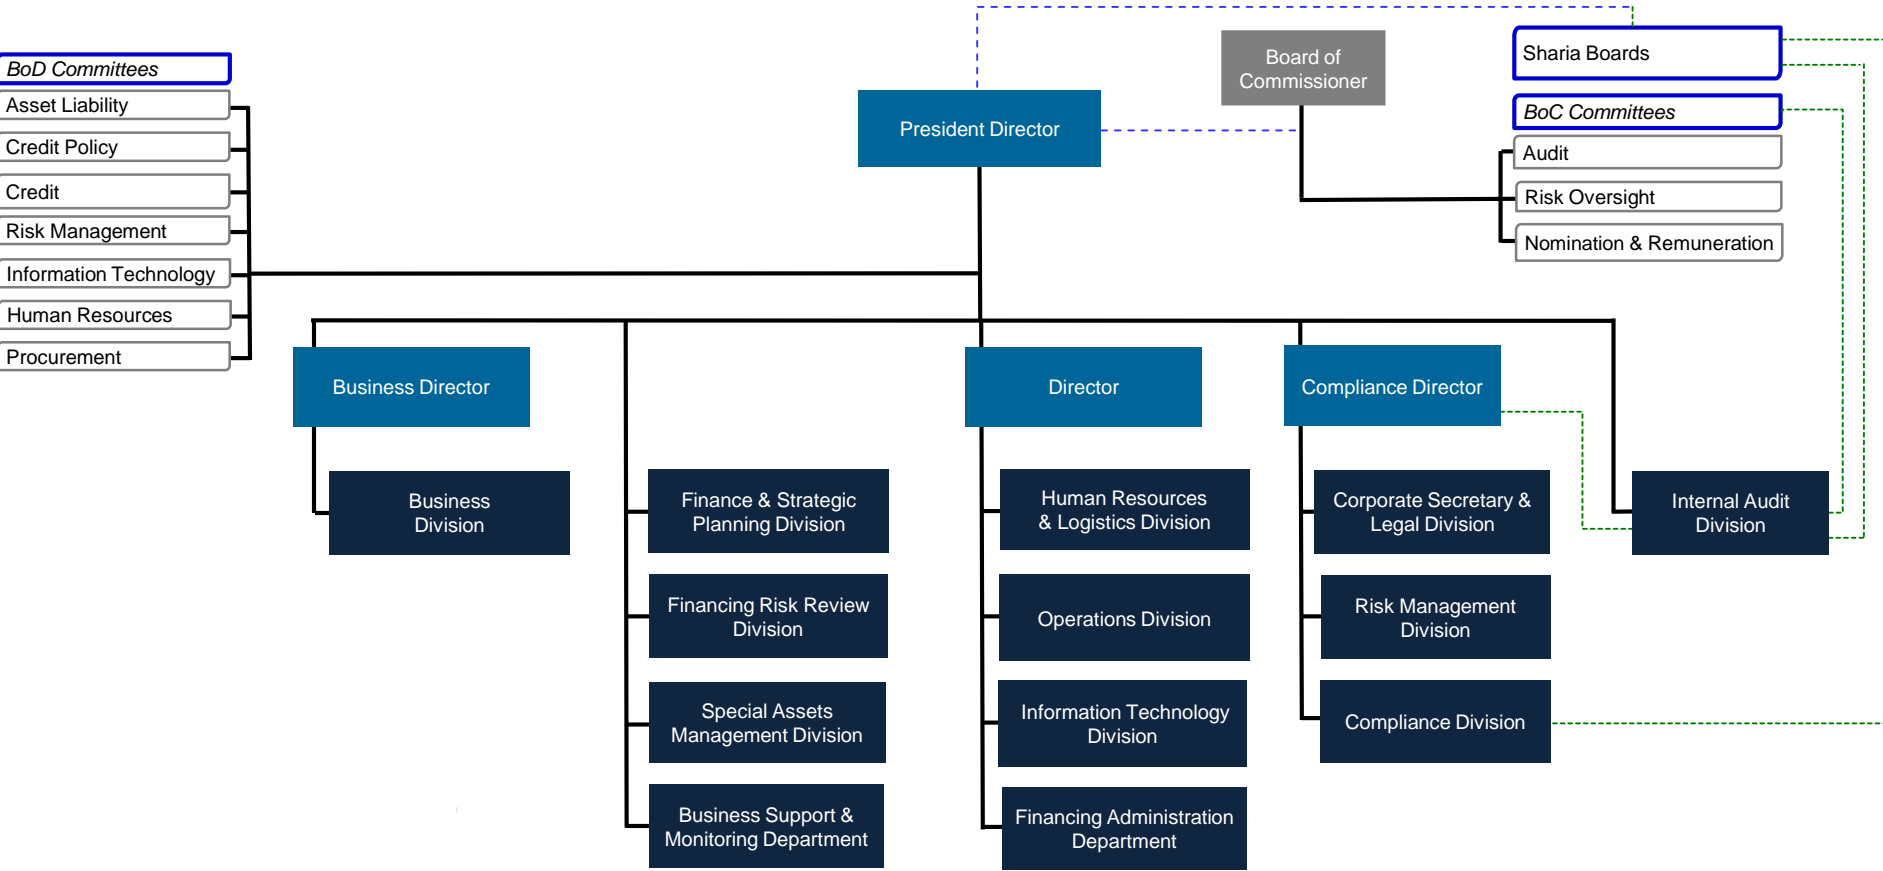 Board of
Commissioner
Sharia Boards
BoD Committees
BoC Committees
Asset Liability
President Director
Credit Policy
Audit
Credit
Risk Oversight
Risk Management
Nomination & Remuneration
Information Technology
Human Resources
Procurement
Business Director
Director
Compliance Director
Business
Division
Finance & Strategic
Planning Division
Human Resources
& Logistics Division
Corporate Secretary &
Legal Division
Internal Audit
Division
Financing Risk Review
Division
Operations Division
Risk Management
Division
Special Assets
Management Division
Information Technology
Division
Compliance Division
Business Support &
Monitoring Department
Financing Administration
Department